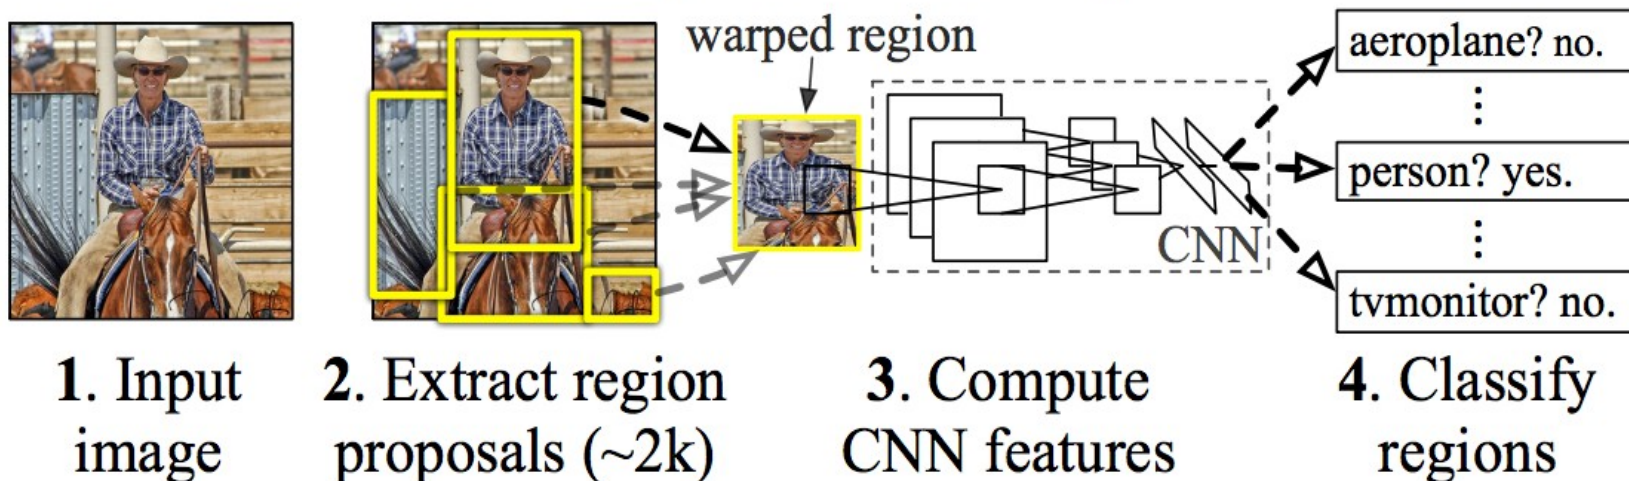 warped region
aeroplane? no.
person? yes.
CNN
tvmonitor? no.
1. Input
image
2. Extract region
proposals (~2k)
3. Compute
CNN features
4. Classify
regions